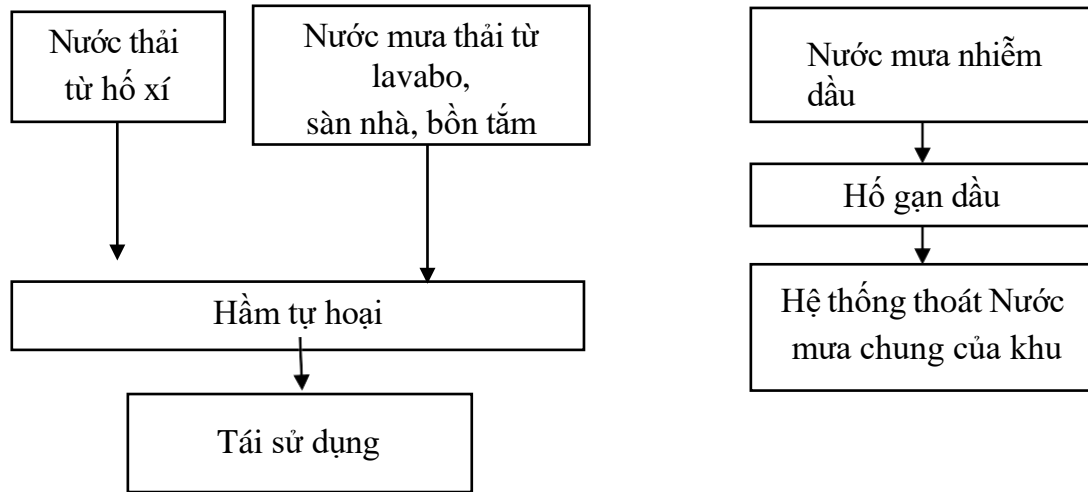 Nước thải
từ hố xí
Nước mưa thải từ
lavabo,
sàn nhà, bồn tắm
Hầm tự hoại
Tái sử dụng
Nước mưa nhiễm
dầu
Hố gạn dầu
Hệ thống thoát Nước
mưa chung của khu